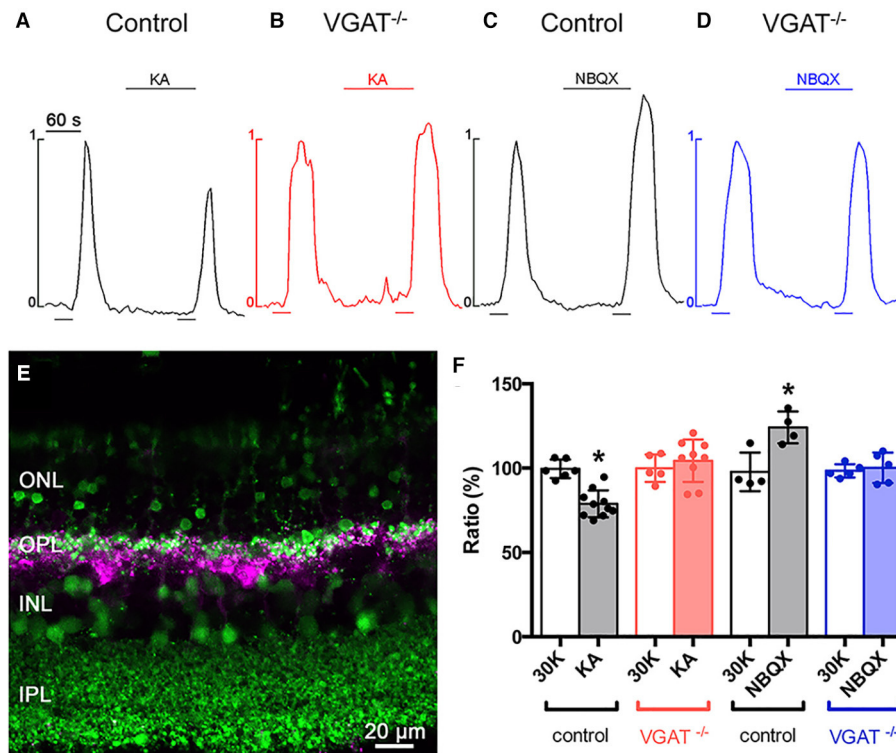 A Control B VGAT-/- C Control D VGAT-/-
KA KA NBQX NBQX
60 s
1 1 1 1
0 0 0 0
E
ONL
OPL
INL
IPL
20 µm
F
Ratio (%)
150
100
50
0
* *
30K KA 30K KA 30K NBQX 30K NBQX
control VGAT -/- control VGAT -/-